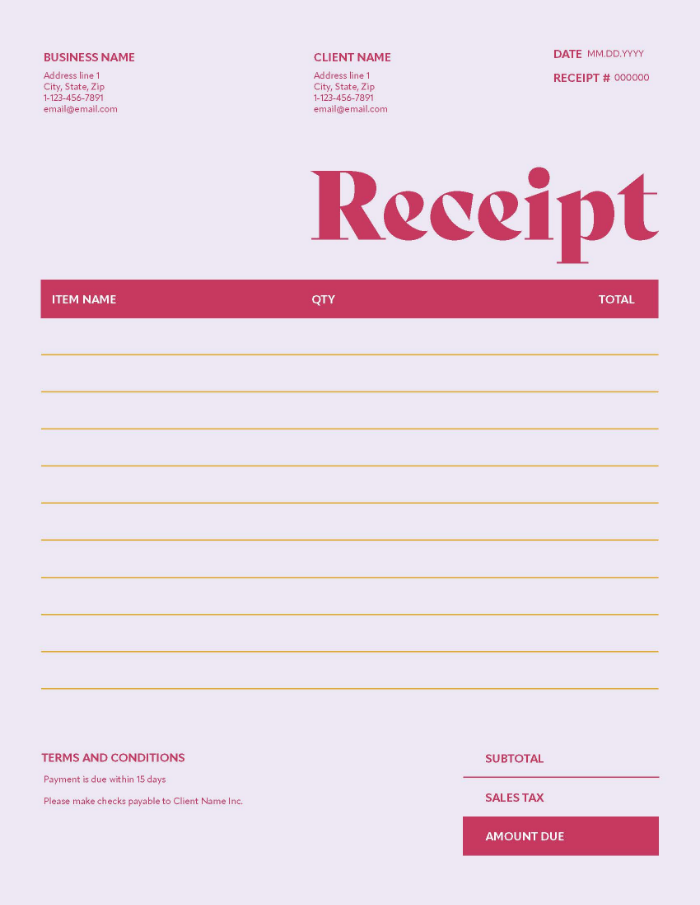 BUSINESS NAME
Address line 1
City, State, Zip
1-123-456-7891
email@email.com
CLIENT NAME
Address line 1
City, State, Zip
1-123-456-7891
email@email.com
DATE MM.DD.YYYY
RECEIPT # 000000
Receipt
ITEM NAME QTY TOTAL
TERMS AND CONDITIONS
Payment is due within 15 days
Please make checks payable to Client Name Inc.
SUBTOTAL
SALES TAX
AMOUNT DUE